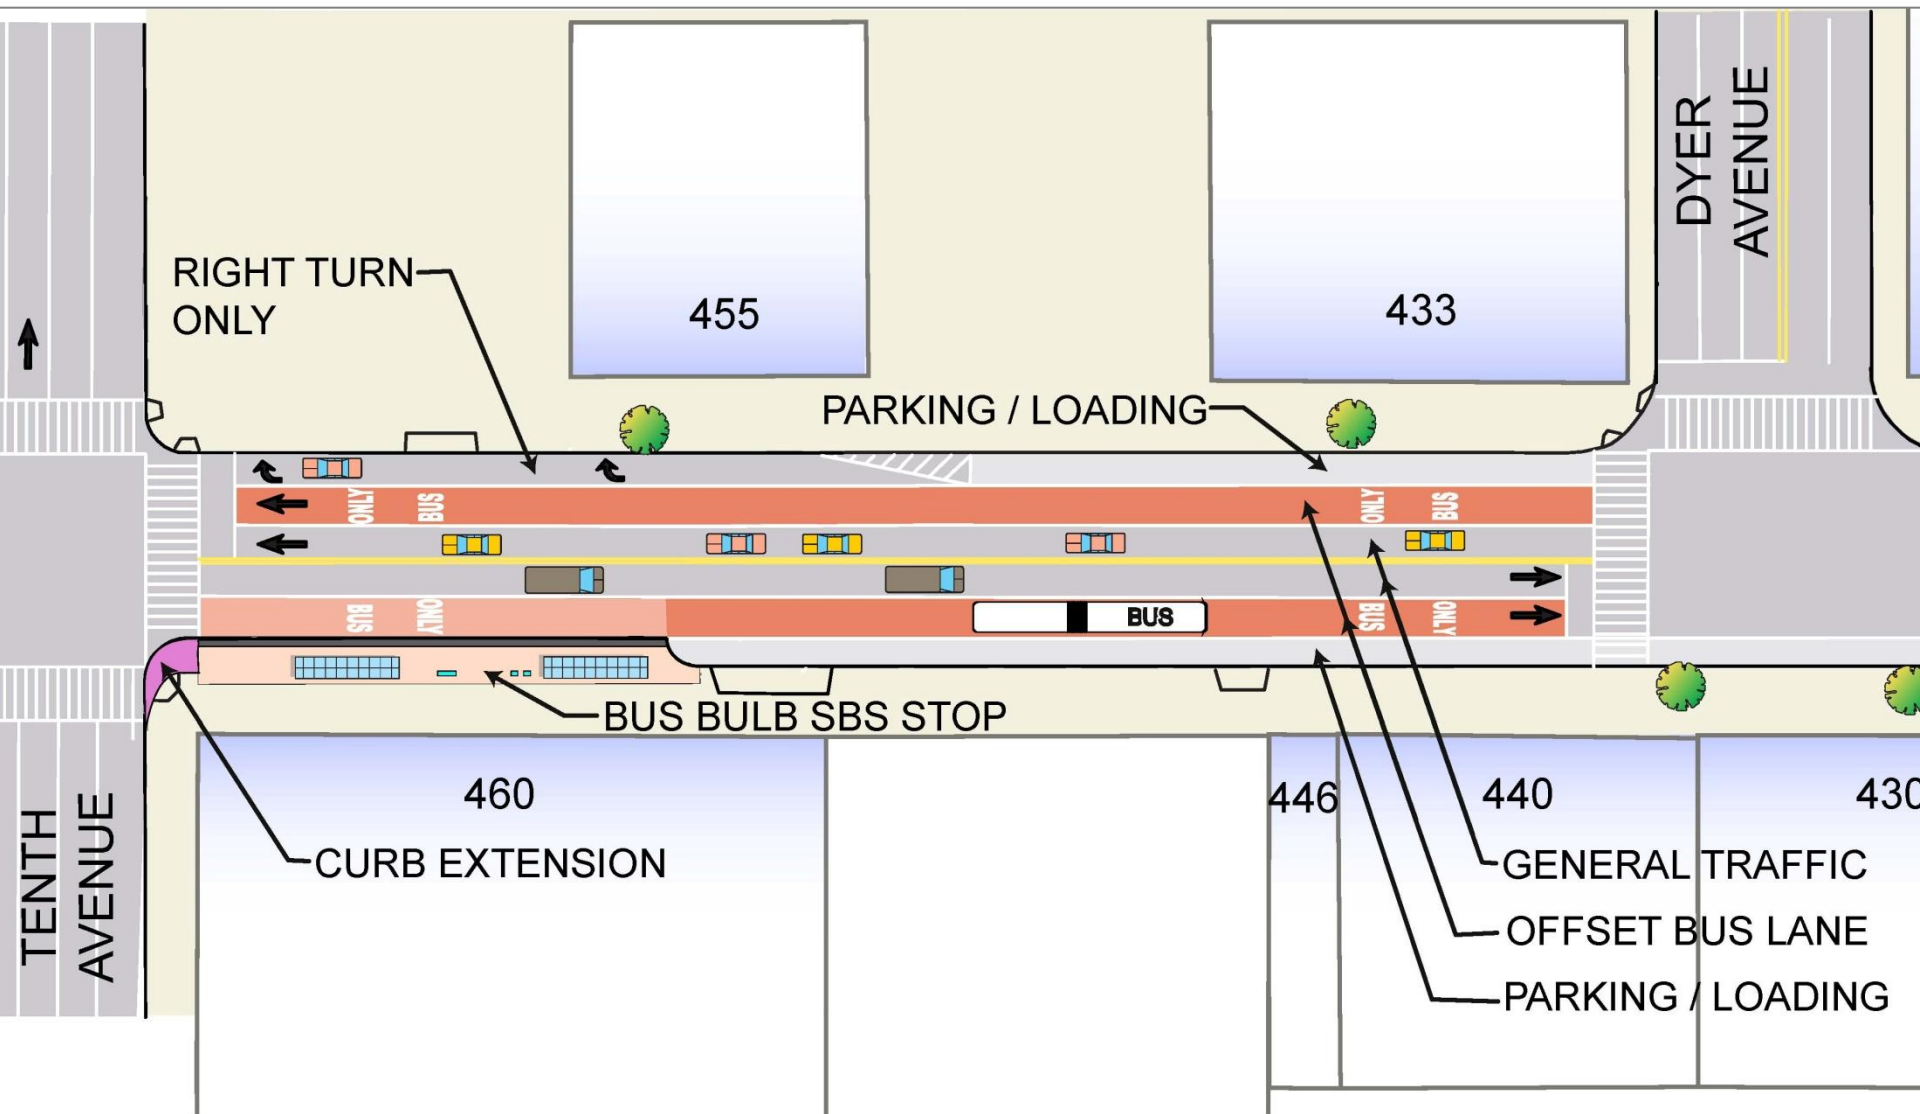 DYER
AVENUE
RIGHT TURN
ONLY
455
433
PARKING / LOADING
ONLY
BUS
ONLY
BUS
BUS
ONLY
BUS
BUS
ONLY
BUS BULB SBS STOP
460
446
440
430
CURB EXTENSION
GENERAL TRAFFIC
OFFSET BUS LANE
PARKING / LOADING
TENTH
AVENUE